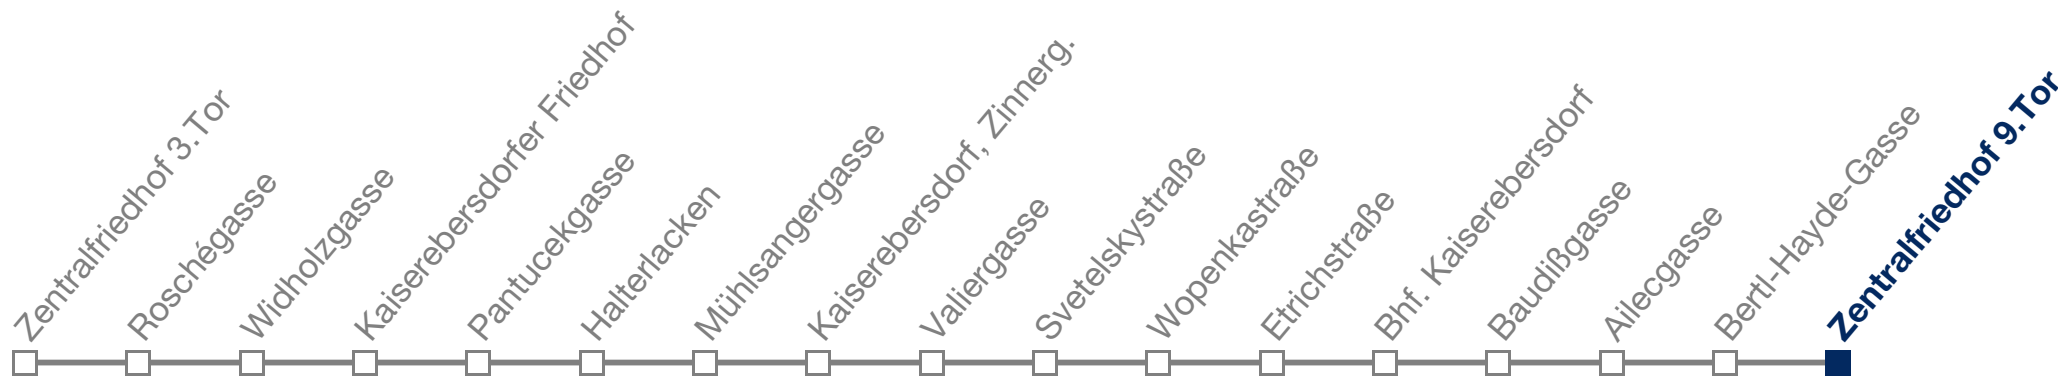 Zentralfriedhof 3.Tor
Roschégasse
Widholzgasse
Kaiserebersdorfer Friedhof
Pantucekgasse
Halterlacken
Mühlsangergasse
Kaiserebersdorf, Zinnerg.
Valiergasse
Svetelskystraße
Wopenkastraße
Etrichstraße
Bhf. Kaiserebersdorf
Baudißgasse
Ailecgasse
Bertl-Hayde-Gasse
Zentralfriedhof 9.Tor